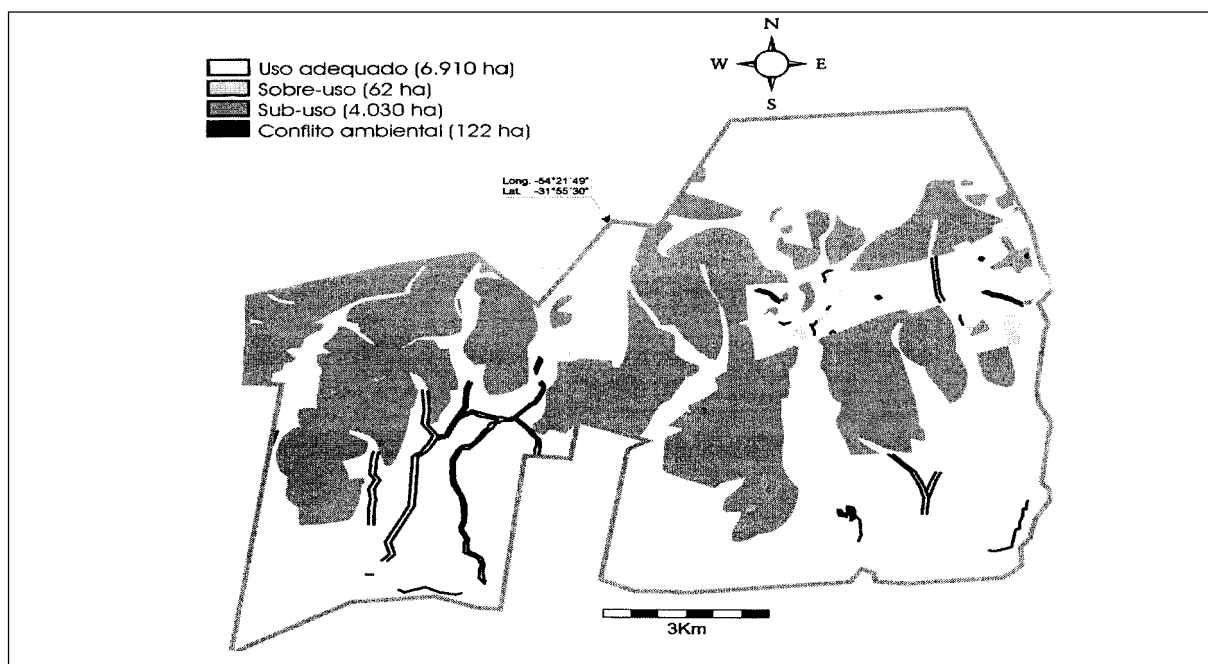 N
W E
S
Uso adequado (6.910 ha)
Sobre-uso (62 ha)
Sub-uso (4.030 ha)
Conflito ambiental (122 ha)
Long. -54°21´49"
Lat. -31°55´30"
3Km